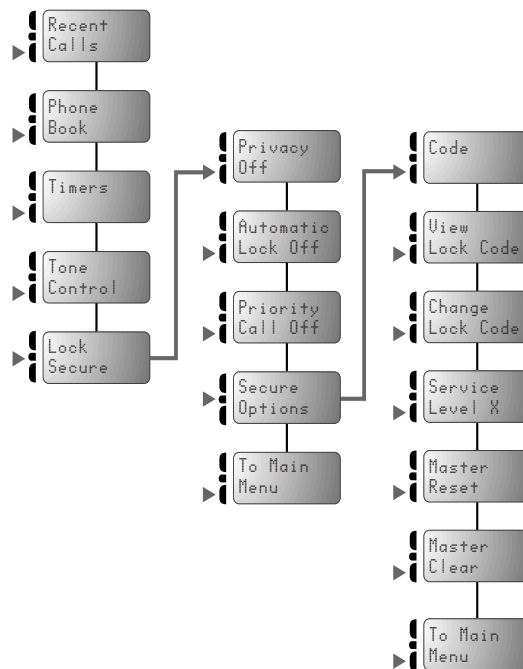 Recent
Calls
Phone
Book
Timers
Tone
Control
Lock
Secure
Privacy
Off
Automatic
Lock Off
Priority
Call Off
Secure
Options
To Main
Menu
Code
View
Lock Code
Change
Lock Code
Service
Level X
Master
Reset
Master
Clear
To Main
Menu